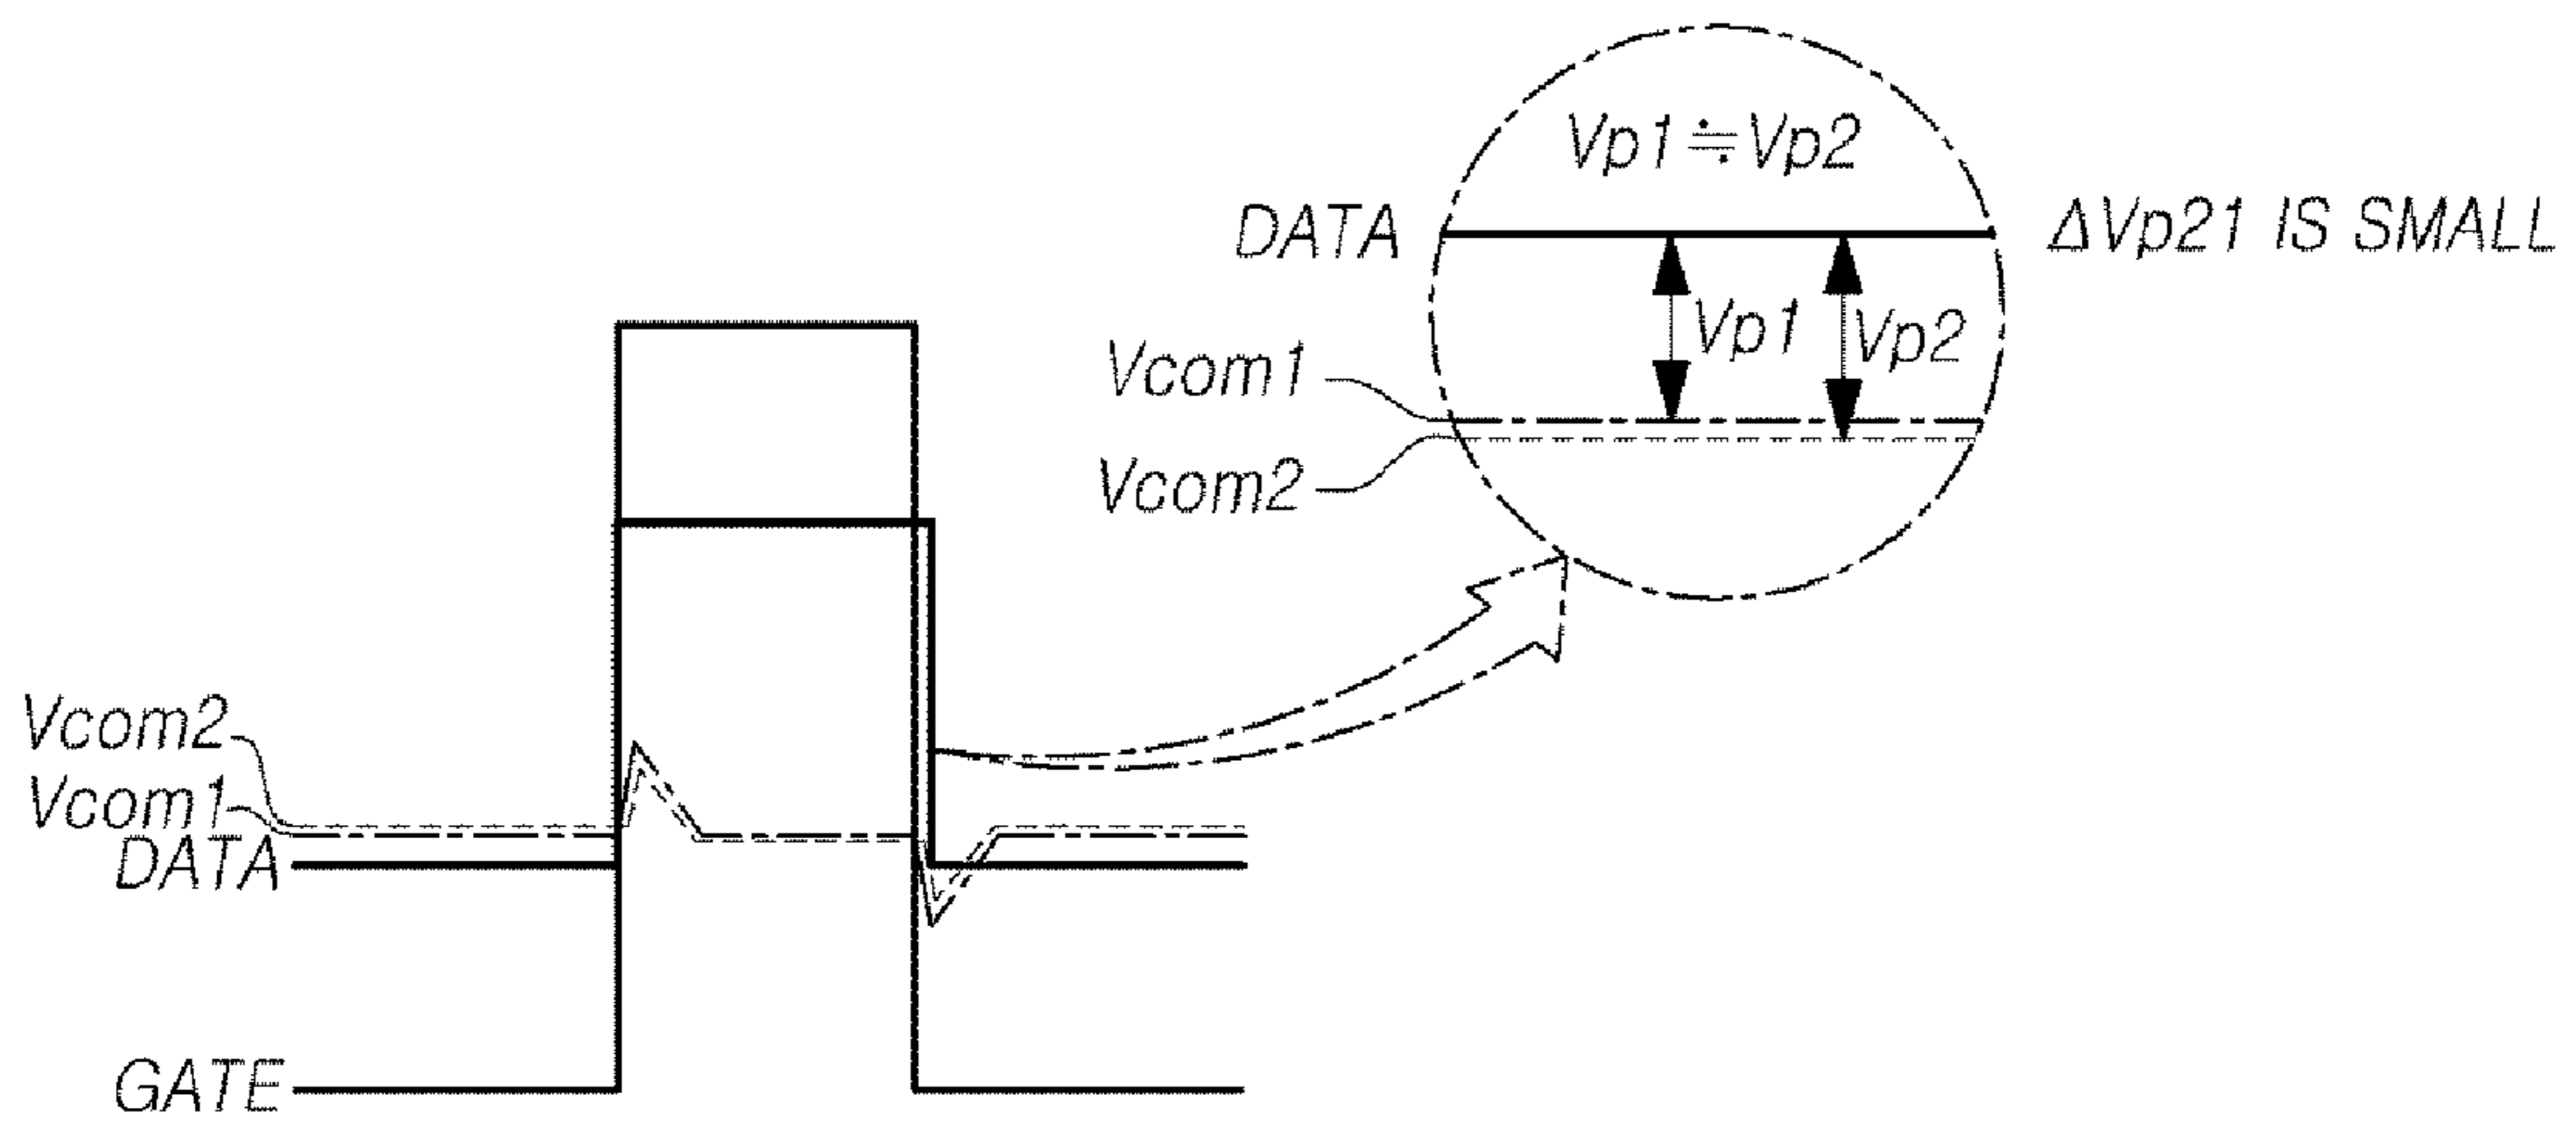 Vp1≒Vp2
DATA
ΔVp21 IS SMALL
Vp1
Vp2
Vcom1
Vcom2
Vcom2
Vcom1
DATA
GATE